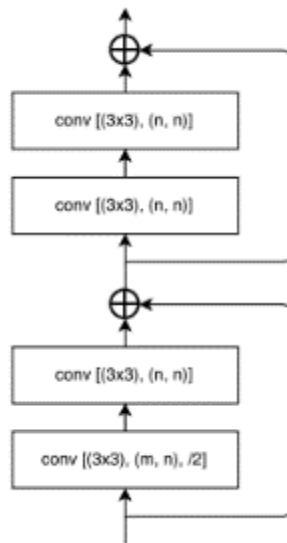 conv [(3x3), (n, n)]
conv [(3x3), (n, n)]
conv [(3x3), (n, n)]
conv [(3x3), (m, n), /2]